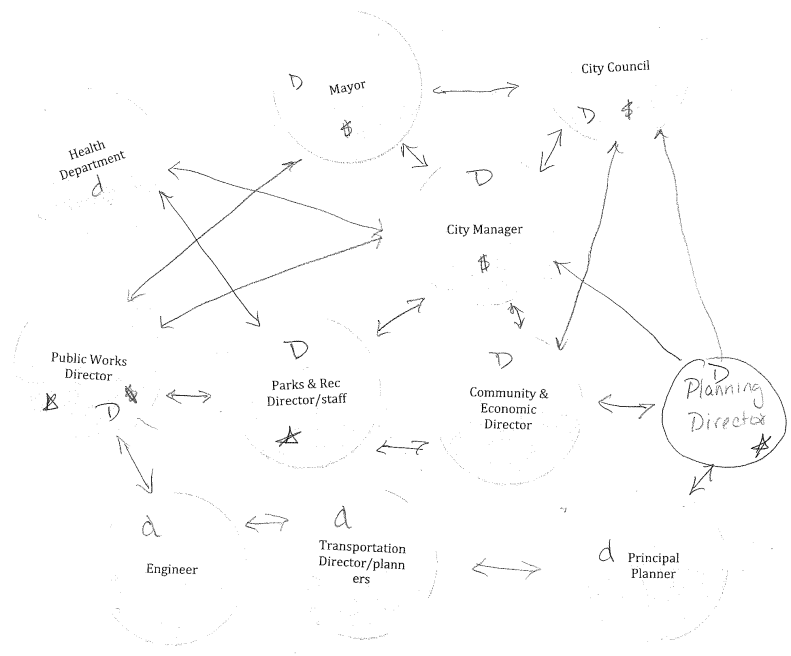 D
Mayor
$
City Council
D $
Health
Department
d
D
City Manager
$
Public Works
Director
$
D
D
Parks & Rec
Director/staff
D
Community &
Economic
Director
D
Planning
Director
d
Engineer
d
Transportation
Director/plann
ers
d Principal
Planner